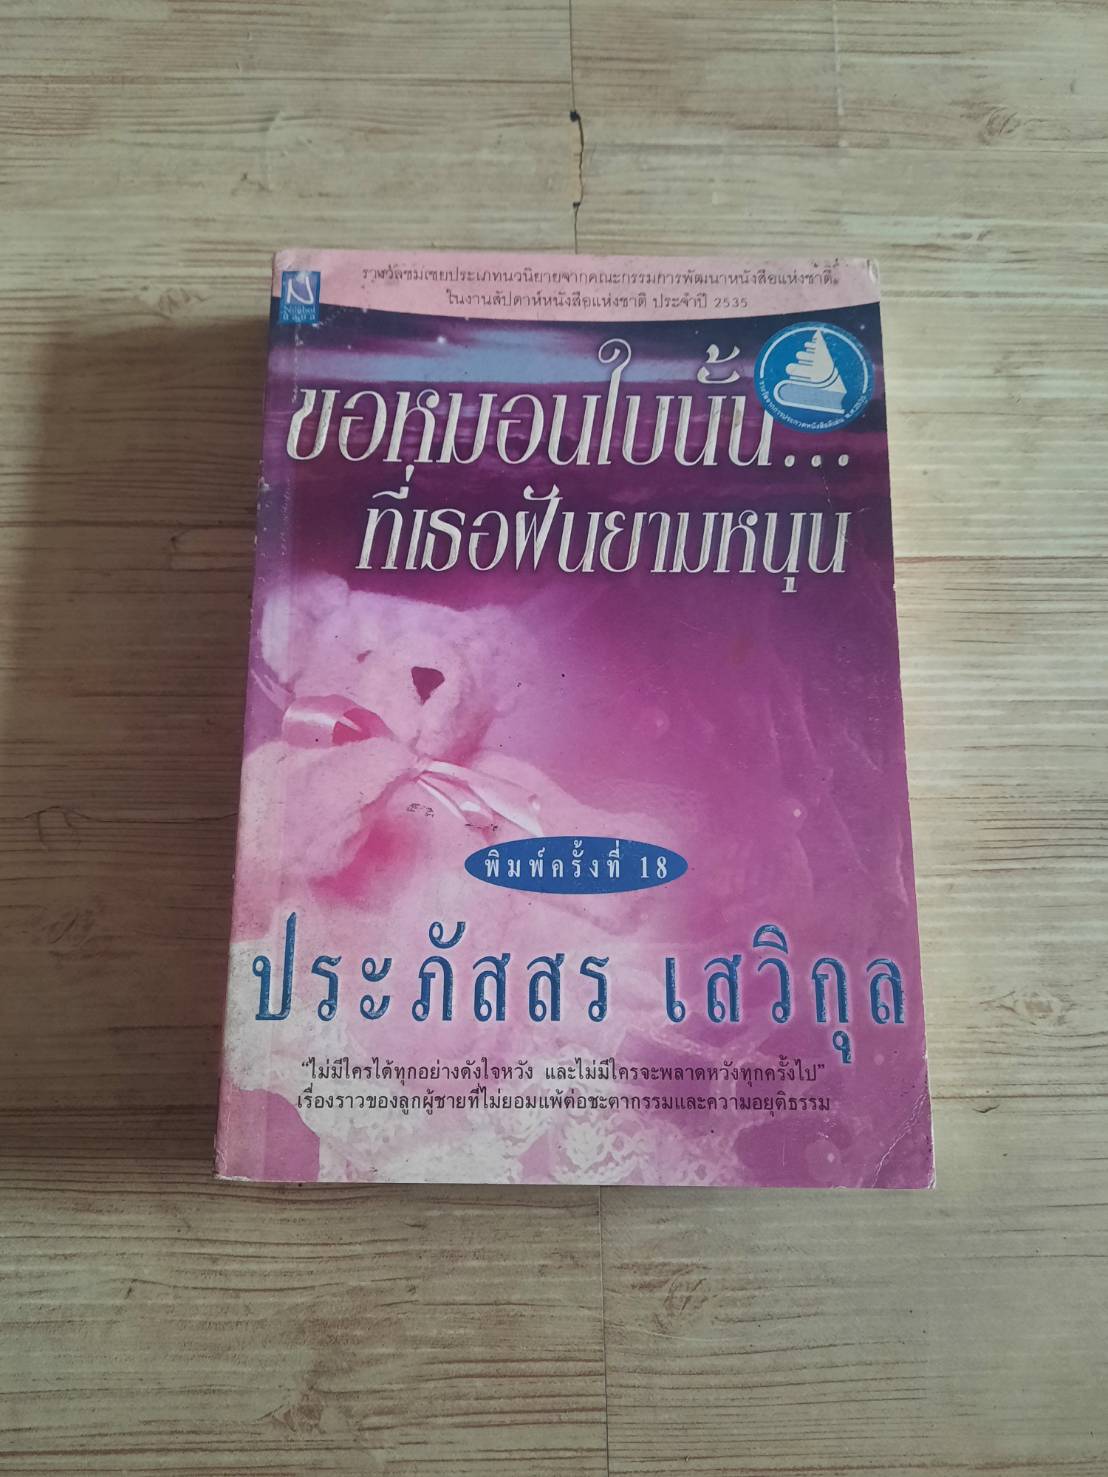 รางวัลชมเชยประเภทนวนิยายจากคณะกรรมการพัฒนาหนังสือแห่งชาติ
ในงานสัปดาห์หนังสือแห่งชาติ ประจำปี 2535
ขอหมอนใบนั้น...
ที่เธอฝันยามหนุน
พิมพ์ครั้งที่ 18
ประภัสสร เสวิกุล
"ไม่มีใครได้ทุกอย่างดังใจหวัง และไม่มีใครจะพลาดหวังทุกครั้งไป"
เรื่องราวของลูกผู้ชายที่ไม่ยอมแพ้ต่อชะตากรรมและความอยุติธรรม